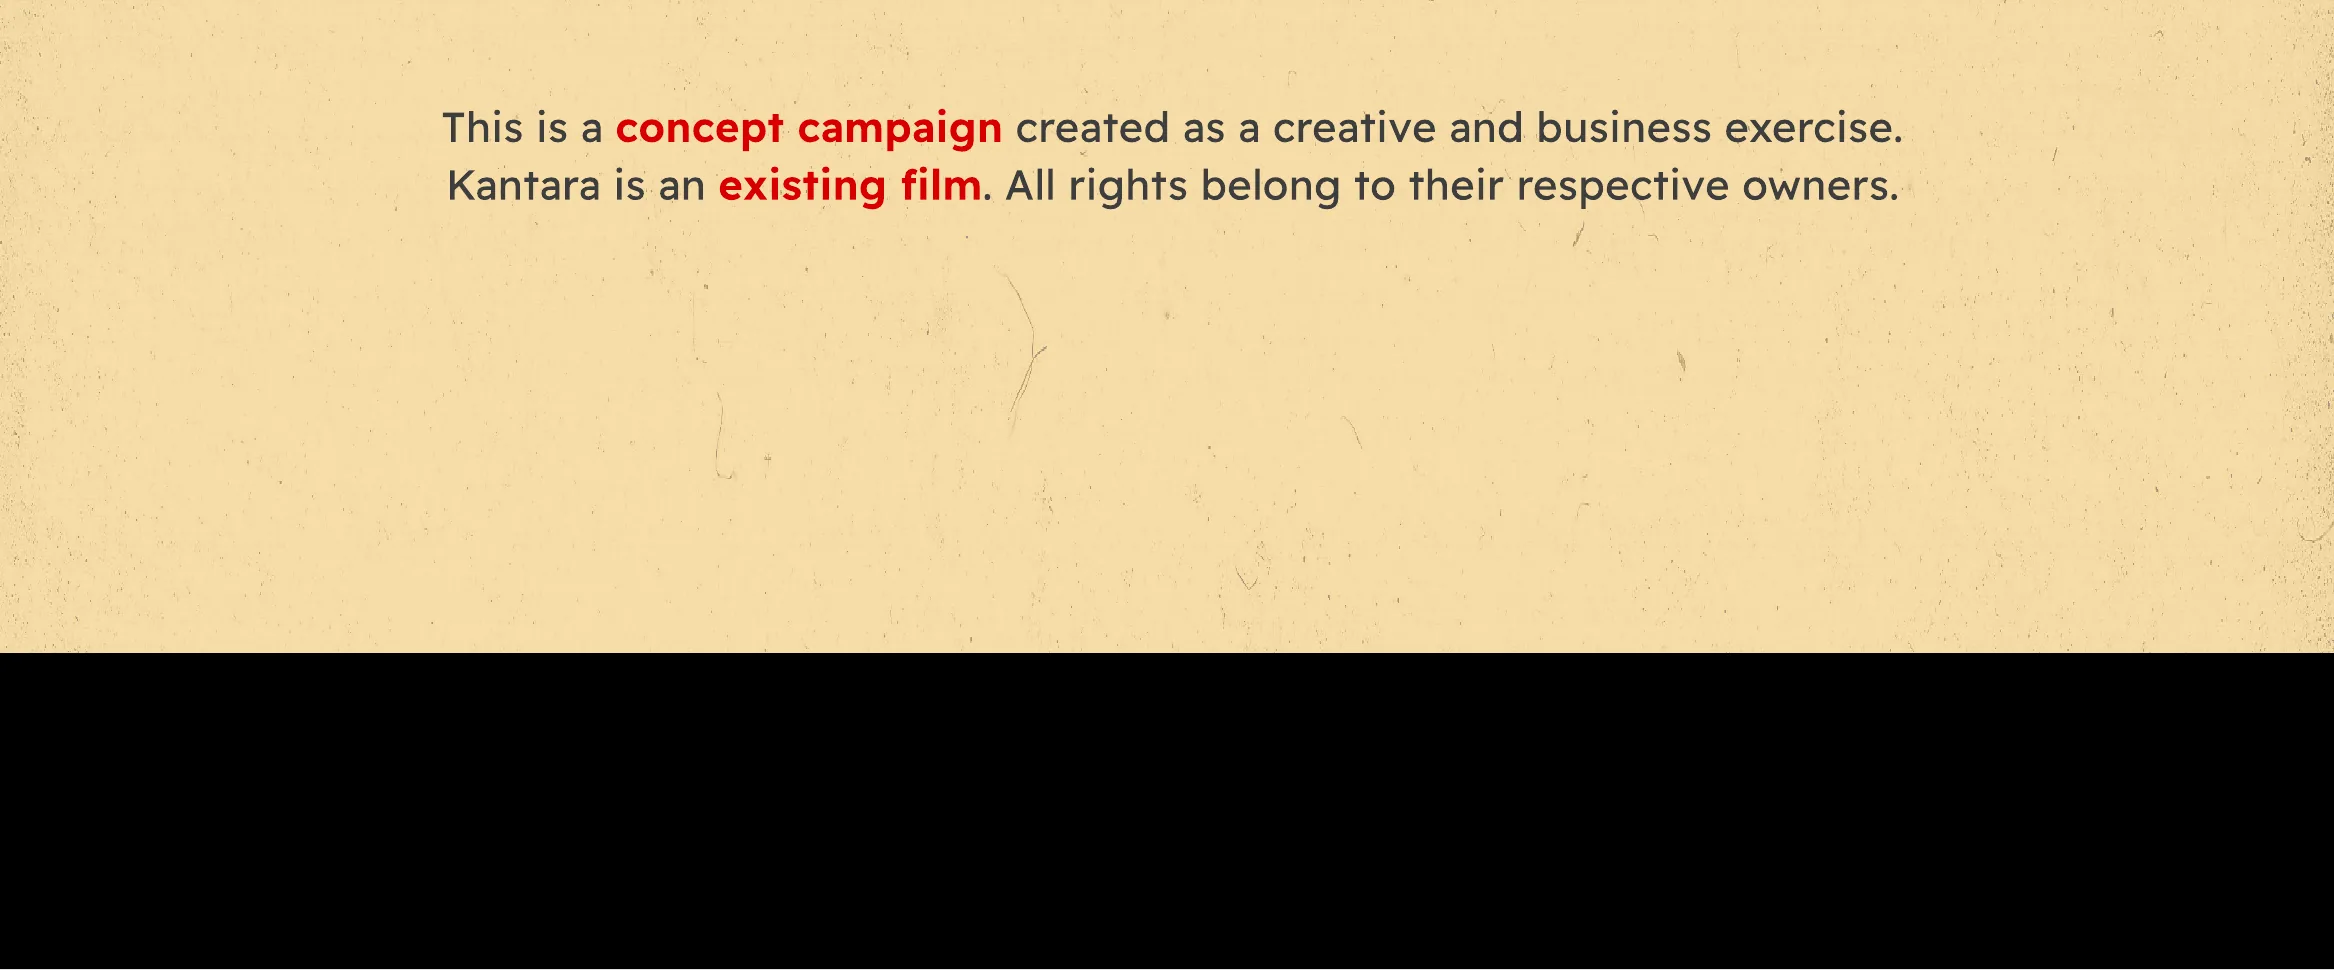 This is a concept campaign created as a creative and business exercise.
Kantara is an existing film. All rights belong to their respective owners.